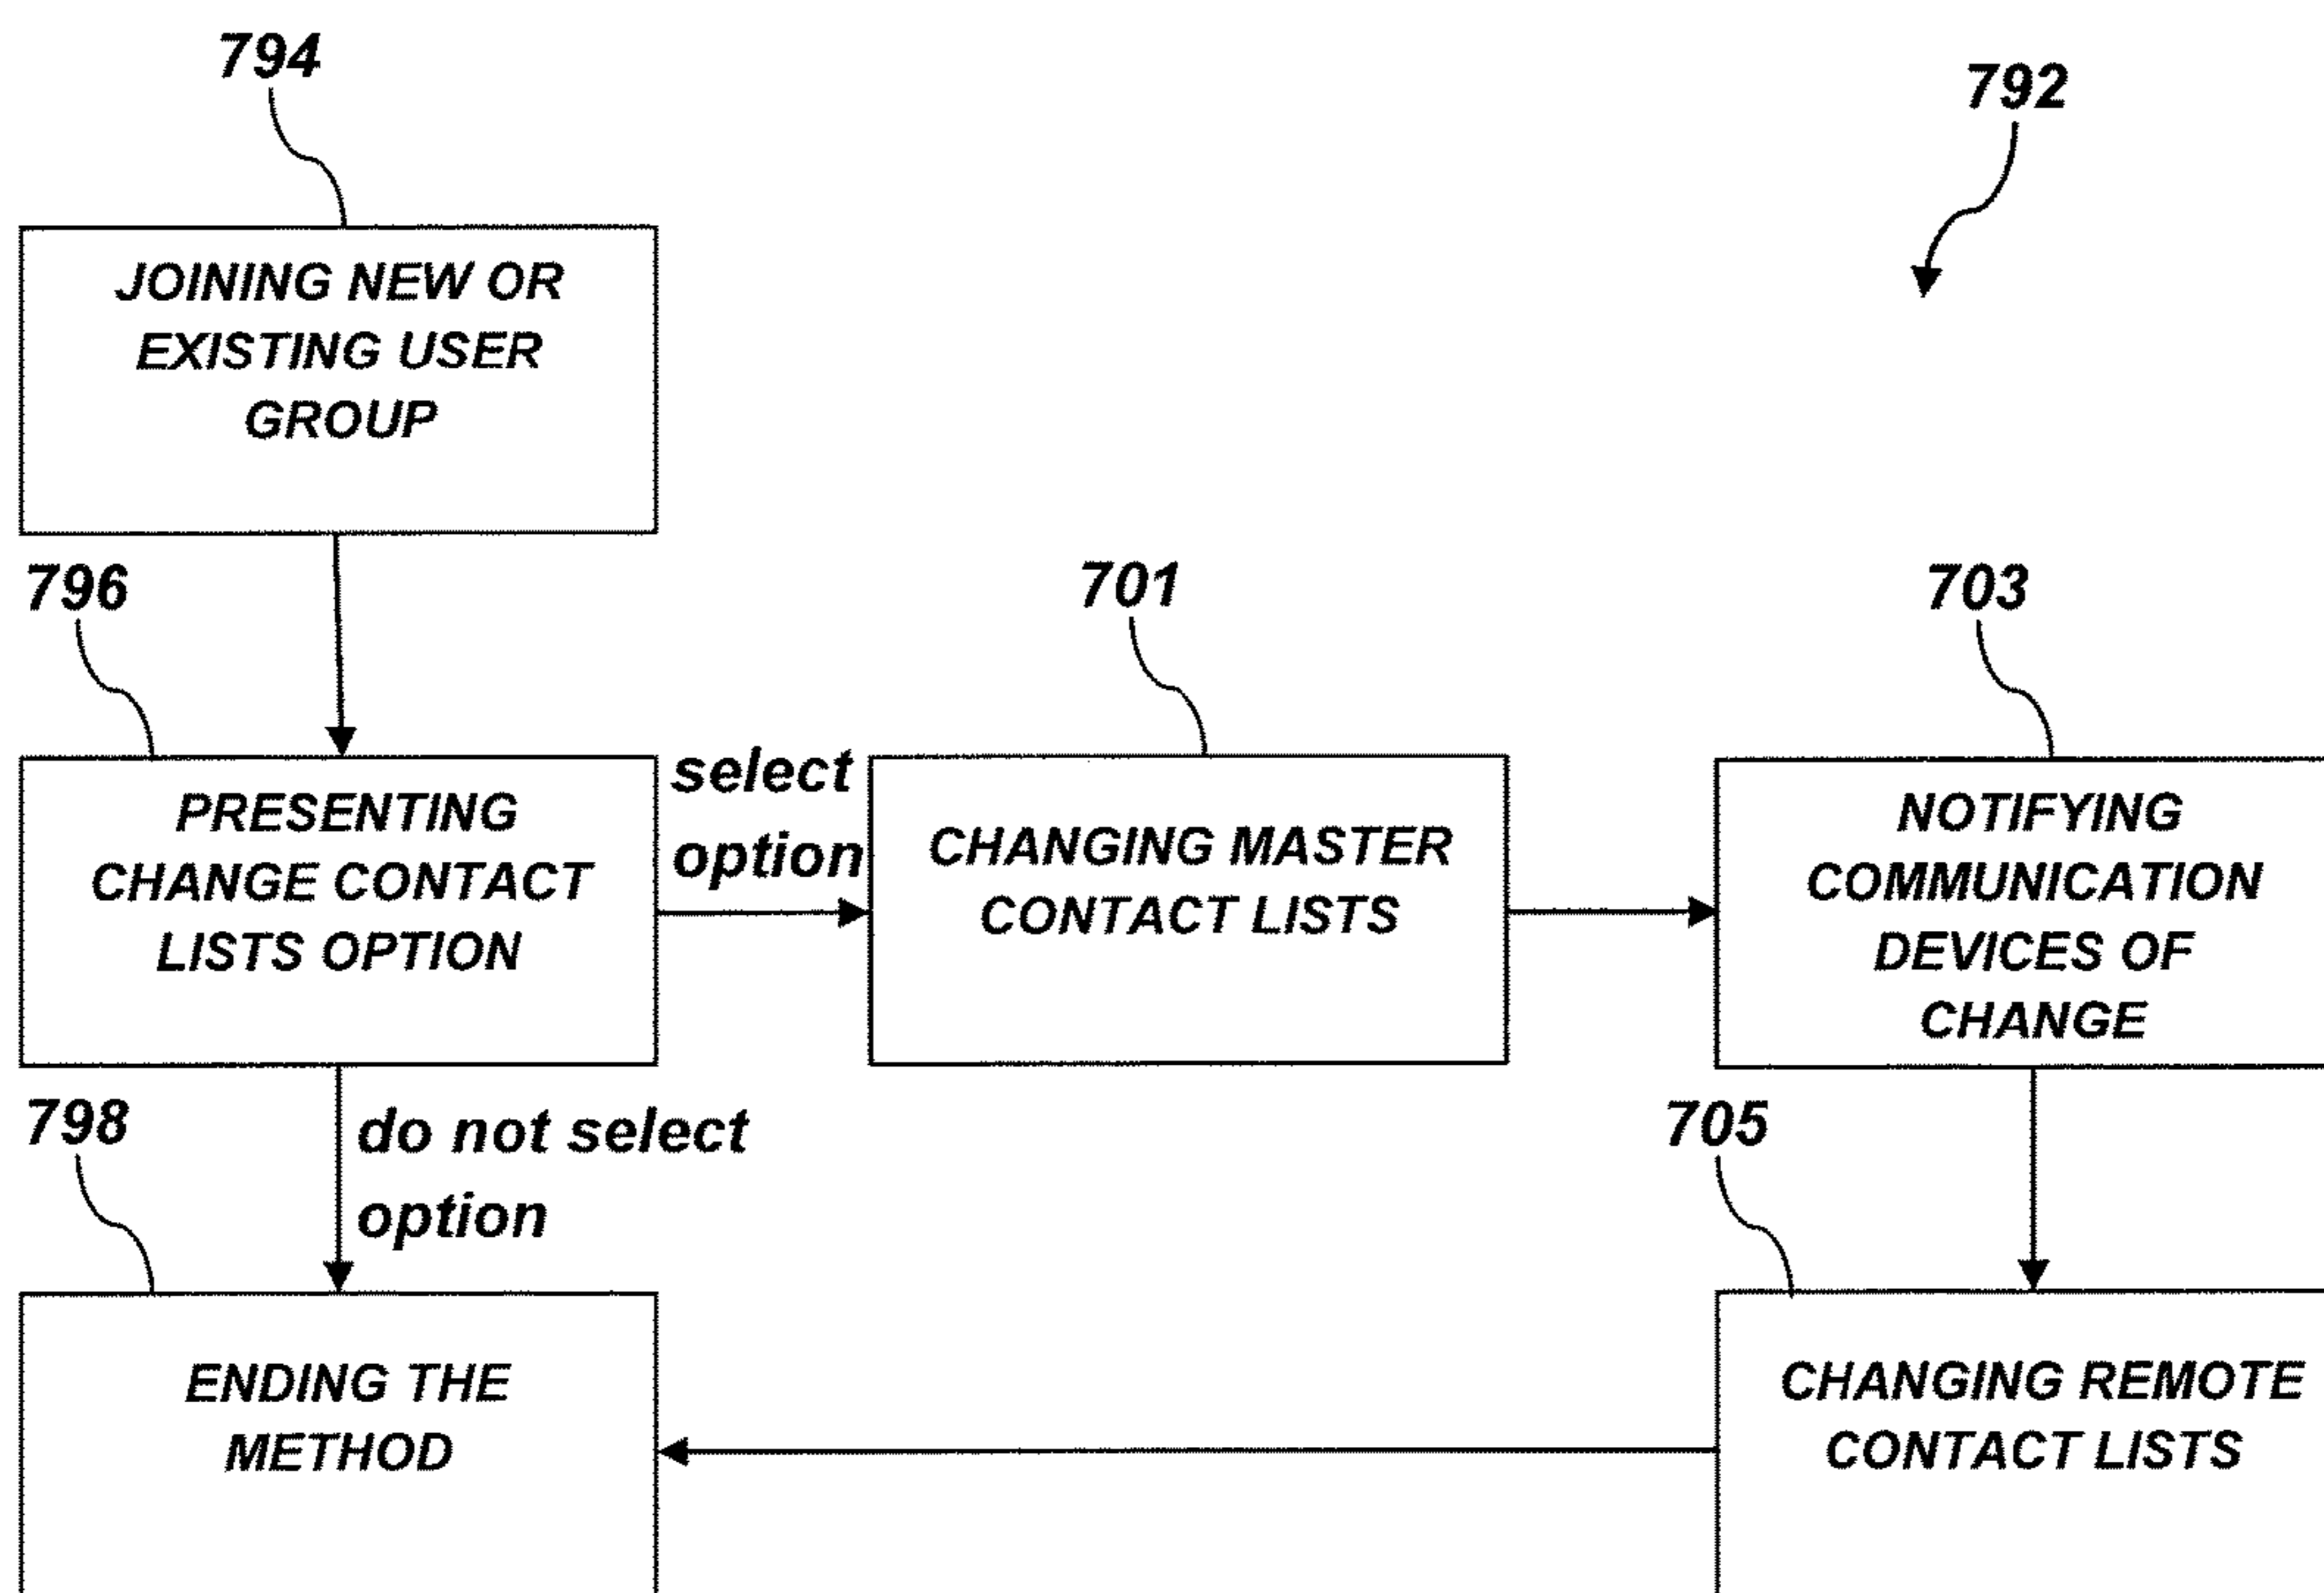 794
792
JOINING NEW OR
EXISTING USER
GROUP
796
701
703
PRESENTING
CHANGE CONTACT
LISTS OPTION
select
option
CHANGING MASTER
CONTACT LISTS
NOTIFYING
COMMUNICATION
DEVICES OF
CHANGE
798
do not select
option
705
ENDING THE
METHOD
CHANGING REMOTE
CONTACT LISTS